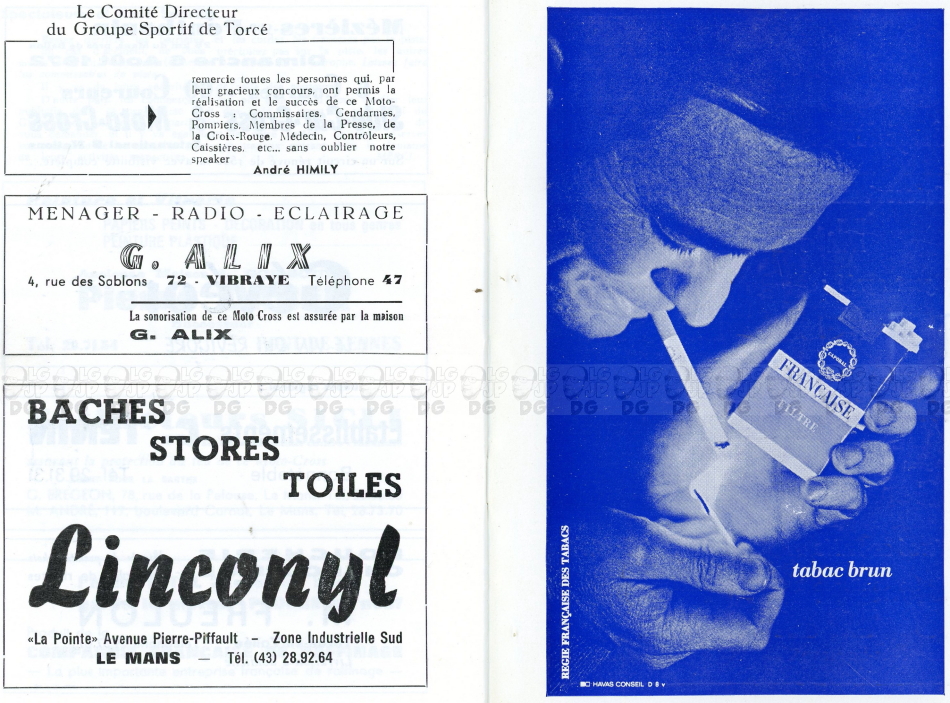 Le Comité Directeur
du Groupe Sportif de Torcé
remercie toutes les personnes qui, par
leur gracieux concours, ont permis la
réalisation et le succès de ce Moto-
Cross : Commissaires, Gendarmes,
Pompiers, Membres de la Presse, de
la Croix-Rouge, Médecin, Contrôleurs,
Caissières, etc... sans oublier notre
speaker
André HIMILY
MENAGER - RADIO - ECLAIRAGE
G. ALIX
4, rue des Sablons 72 - VIBRAYE Téléphone 47
La sonorisation de ce Moto Cross est assurée par la maison
G. ALIX
BACHES
STORES
TOILES
Linconyl
«La Pointe» Avenue Pierre-Piffault – Zone Industrielle Sud
LE MANS — Tél. (43) 28.92.64
CAPORAL
FRANÇAISE
FILTRE
tabac brun
REGIE FRANÇAISE DES TABACS
HAVAS CONSEIL D 8 v